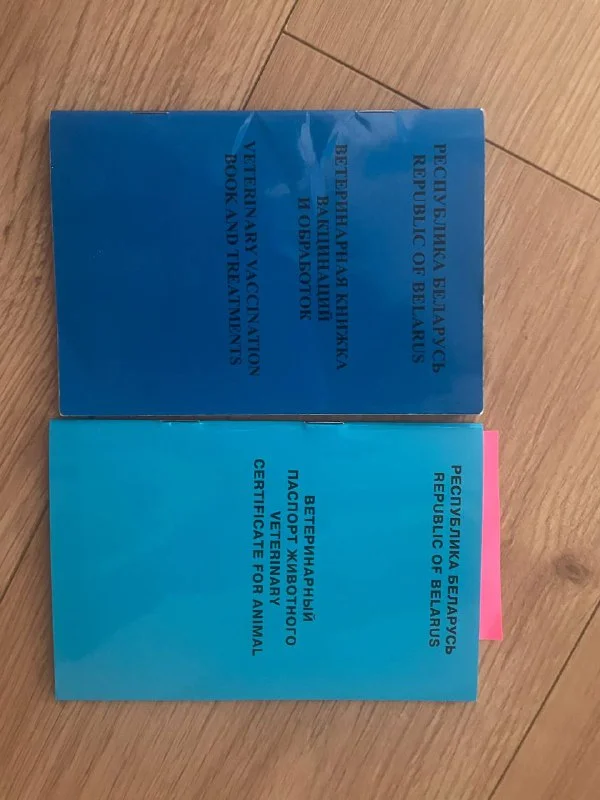 РЕСПУБЛИКА БЕЛАРУСЬ
REPUBLIC OF BELARUS
ВЕТЕРИНАРНАЯ КНИЖКА
ВАКЦИНАЦИЙ
И ОБРАБОТОК
VETERINARY VACCINATION
BOOK AND TREATMENTS
РЕСПУБЛИКА БЕЛАРУСЬ
REPUBLIC OF BELARUS
ВЕТЕРИНАРНЫЙ
ПАСПОРТ ЖИВОТНОГО
VETERINARY
CERTIFICATE FOR ANIMAL